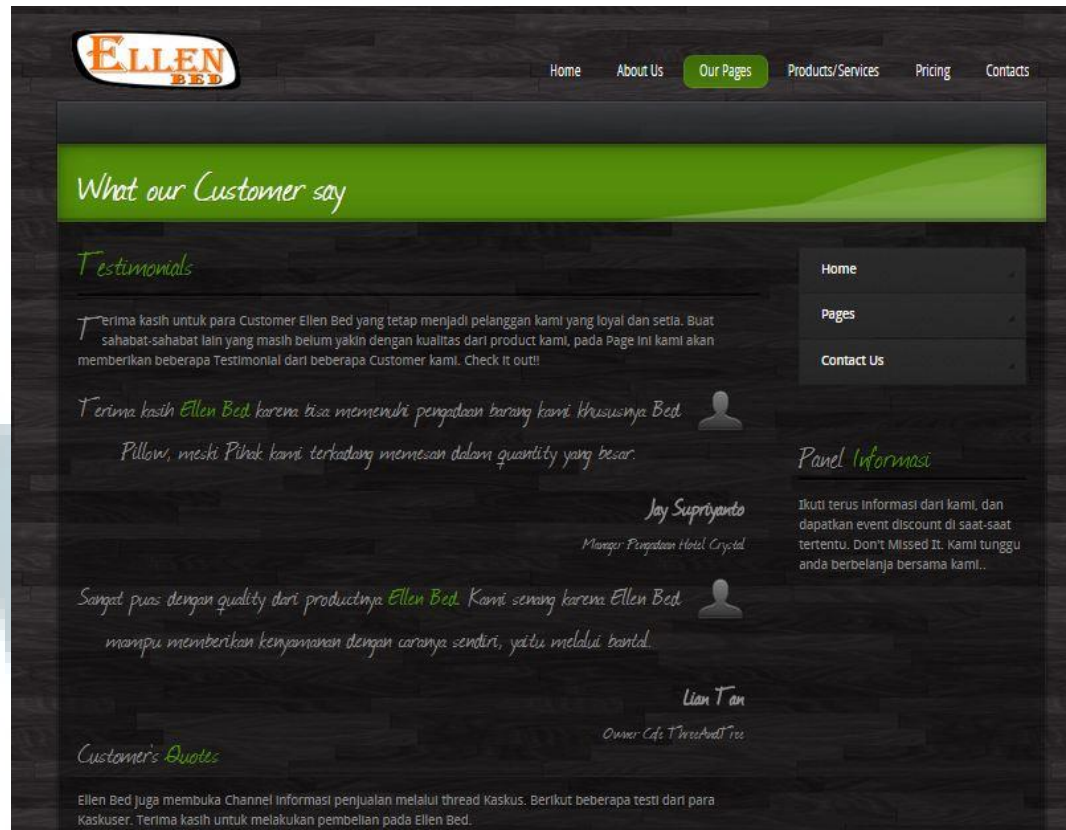 ELLEN
BED
Home About Us Our Pages Products/Services Pricing Contacts
What our Customer say
Testimonials
Terima kasih untuk para Customer Ellen Bed yang tetap menjadi pelanggan kami yang loyal dan setia. Buat
sahabat-sahabat lain yang masih belum yakin dengan kualitas dari product kami, pada Page ini kami akan
memberikan beberapa Testimonial dari beberapa Customer kami. Check it out!!
Terima kasih Ellen Bed karena bisa memenuhi pengadaan barang kami khususnya Bed
Pillow, meski Pihak kami terkadang memesan dalam quantity yang besar.
Jay Supriyanto
Manager Pengadaan Hotel Crystal
Sangat puas dengan quality dari productnya Ellen Bed. Kami senang karena Ellen Bed
mampu memberikan kenyamanan dengan caranya sendiri, yaitu melalui bantal.
Lian Tan
Owner Cafe ThreeAndTree
Customer's Quotes
Ellen Bed juga membuka Channel informasi penjualan melalui thread Kaskus. Berikut beberapa testi dari para
Kaskuser. Terima kasih untuk melakukan pembelian pada Ellen Bed.
Home
Pages
Contact Us
Panel Informasi
Ikuti terus informasi dari kami, dan
dapatkan event discount di saat-saat
tertentu. Don't Missed It. Kami tunggu
anda berbelanja bersama kami..